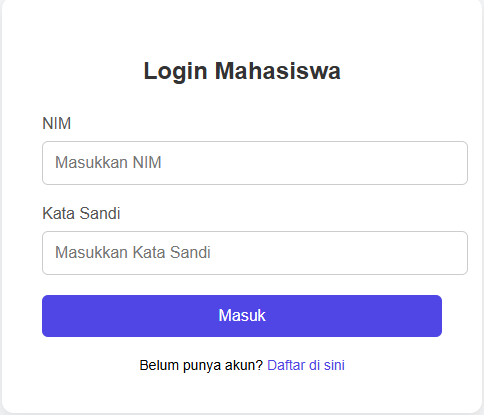 Login Mahasiswa
NIM
Masukkan NIM
Kata Sandi
Masukkan Kata Sandi
Masuk
Belum punya akun? Daftar di sini